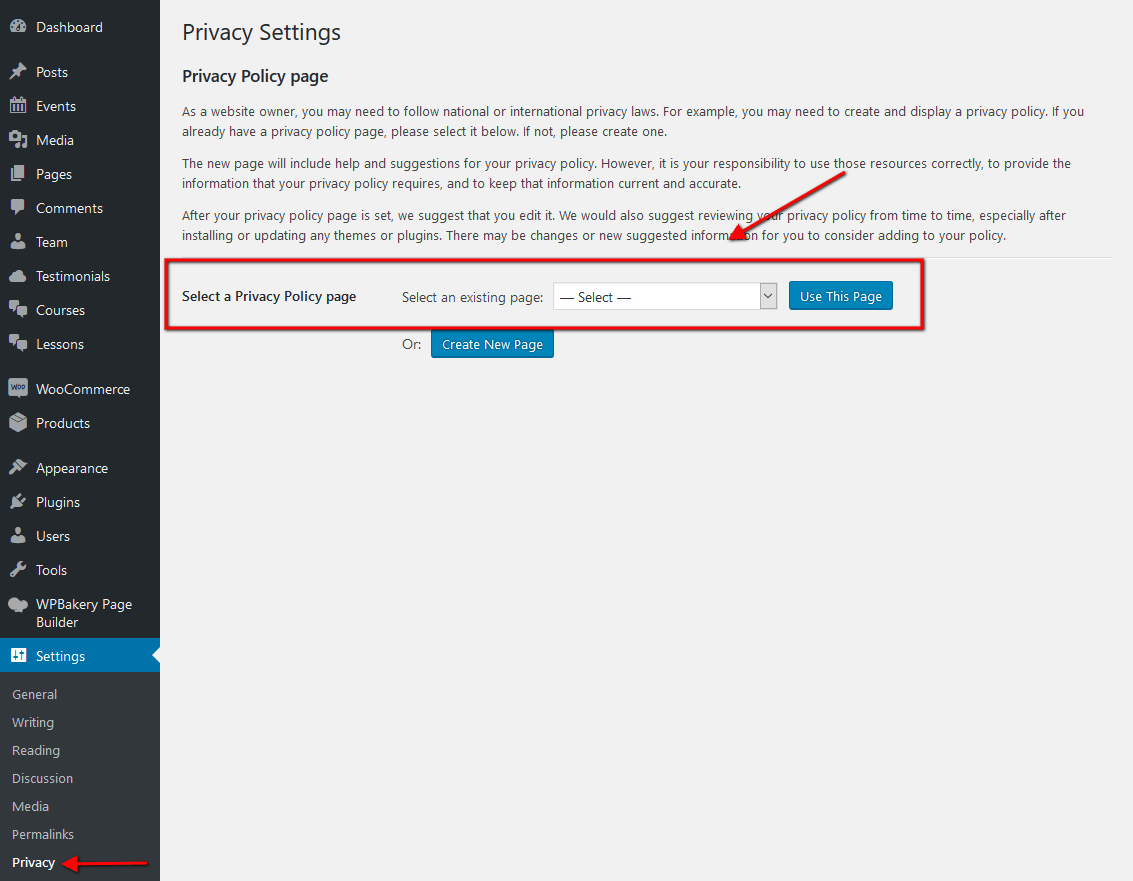 Dashboard
Posts
Events
Media
Pages
Comments
Team
Testimonials
Courses
Lessons
woo WooCommerce
Products
Appearance
Plugins
Users
Tools
WPBakery Page
Builder
Settings
General
Writing
Reading
Discussion
Media
Permalinks
Privacy
Privacy Settings
Privacy Policy page
As a website owner, you may need to follow national or international privacy laws. For example, you may need to create and display a privacy policy. If you
already have a privacy policy page, please select it below. If not, please create one.
The new page will include help and suggestions for your privacy policy. However, it is your responsibility to use those resources correctly, to provide the
information that your privacy policy requires, and to keep that information current and accurate.
After your privacy policy page is set, we suggest that you edit it. We would also suggest reviewing your privacy policy from time to time, especially after
installing or updating any themes or plugins. There may be changes or new suggested information for you to consider adding to your policy.
Select a Privacy Policy page Select an existing page: — Select — Use This Page
Or: Create New Page